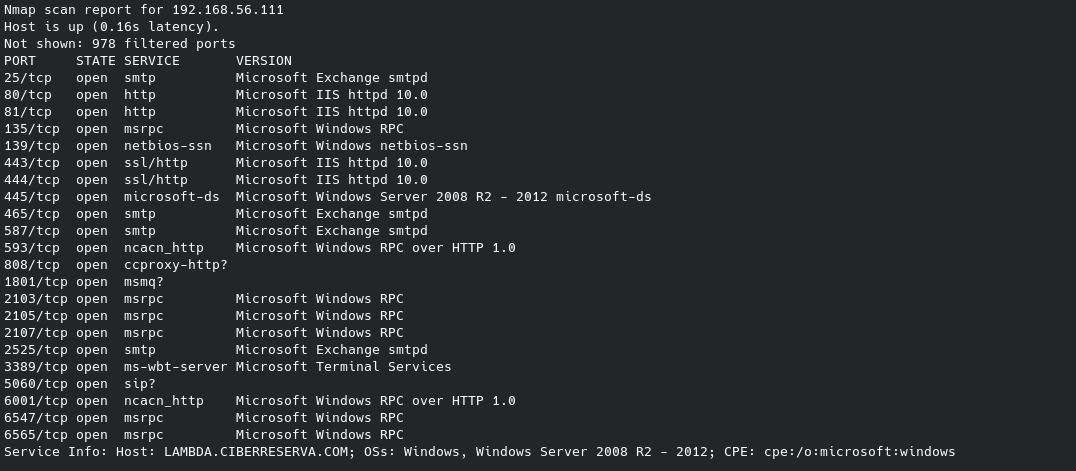 Nmap scan report for 192.168.56.111
Host is up (0.16s latency).
Not shown: 978 filtered ports
PORT     STATE SERVICE       VERSION
25/tcp   open  smtp          Microsoft Exchange smtpd
80/tcp   open  http          Microsoft IIS httpd 10.0
81/tcp   open  http          Microsoft IIS httpd 10.0
135/tcp  open  msrpc         Microsoft Windows RPC
139/tcp  open  netbios-ssn   Microsoft Windows netbios-ssn
443/tcp  open  ssl/http      Microsoft IIS httpd 10.0
444/tcp  open  ssl/http      Microsoft IIS httpd 10.0
445/tcp  open  microsoft-ds  Microsoft Windows Server 2008 R2 - 2012 microsoft-ds
465/tcp  open  smtp          Microsoft Exchange smtpd
587/tcp  open  smtp          Microsoft Exchange smtpd
593/tcp  open  ncacn_http    Microsoft Windows RPC over HTTP 1.0
808/tcp  open  ccproxy-http?
1801/tcp open  msmq?
2103/tcp open  msrpc         Microsoft Windows RPC
2105/tcp open  msrpc         Microsoft Windows RPC
2107/tcp open  msrpc         Microsoft Windows RPC
2525/tcp open  smtp          Microsoft Exchange smtpd
3389/tcp open  ms-wbt-server Microsoft Terminal Services
5060/tcp open  sip?
6001/tcp open  ncacn_http    Microsoft Windows RPC over HTTP 1.0
6547/tcp open  msrpc         Microsoft Windows RPC
6565/tcp open  msrpc         Microsoft Windows RPC
Service Info: Host: LAMBDA.CIBERRESERVA.COM; OSs: Windows, Windows Server 2008 R2 - 2012; CPE: cpe:/o:microsoft:windows